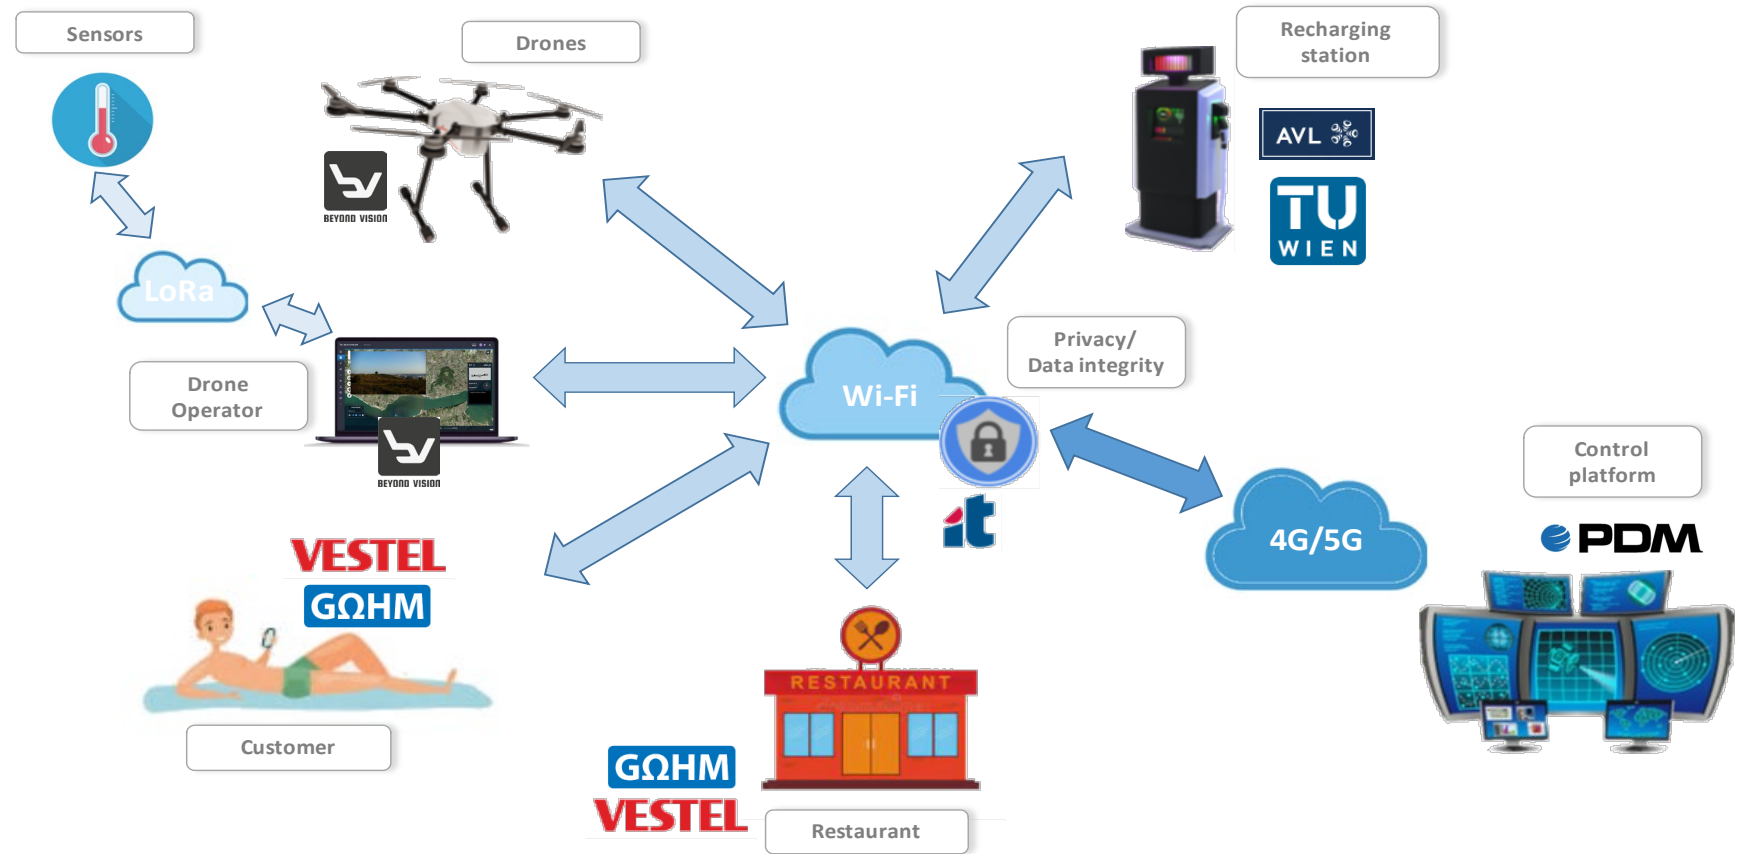 Sensors
Drones
Recharging
station
AVL
TU
WIEN
BEYOND VISION
LoRa
Privacy/
Data integrity
Wi-Fi
Drone
Operator
BEYOND VISION
it
Control
platform
PDM
4G/5G
VESTEL
GΩHM
RESTAURANT
Customer
GΩHM
VESTEL
Restaurant